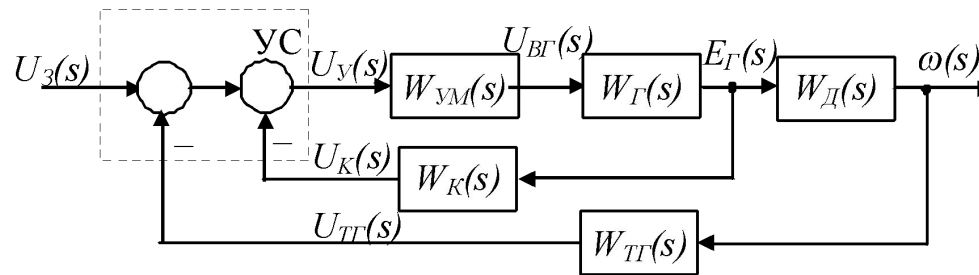 УС
U_З(s)
U_У(s)
W_УМ(s)
U_ВГ(s)
W_Г(s)
E_Г(s)
W_Д(s)
ω(s)
–
–
U_К(s)
W_К(s)
U_ТГ(s)
W_ТГ(s)